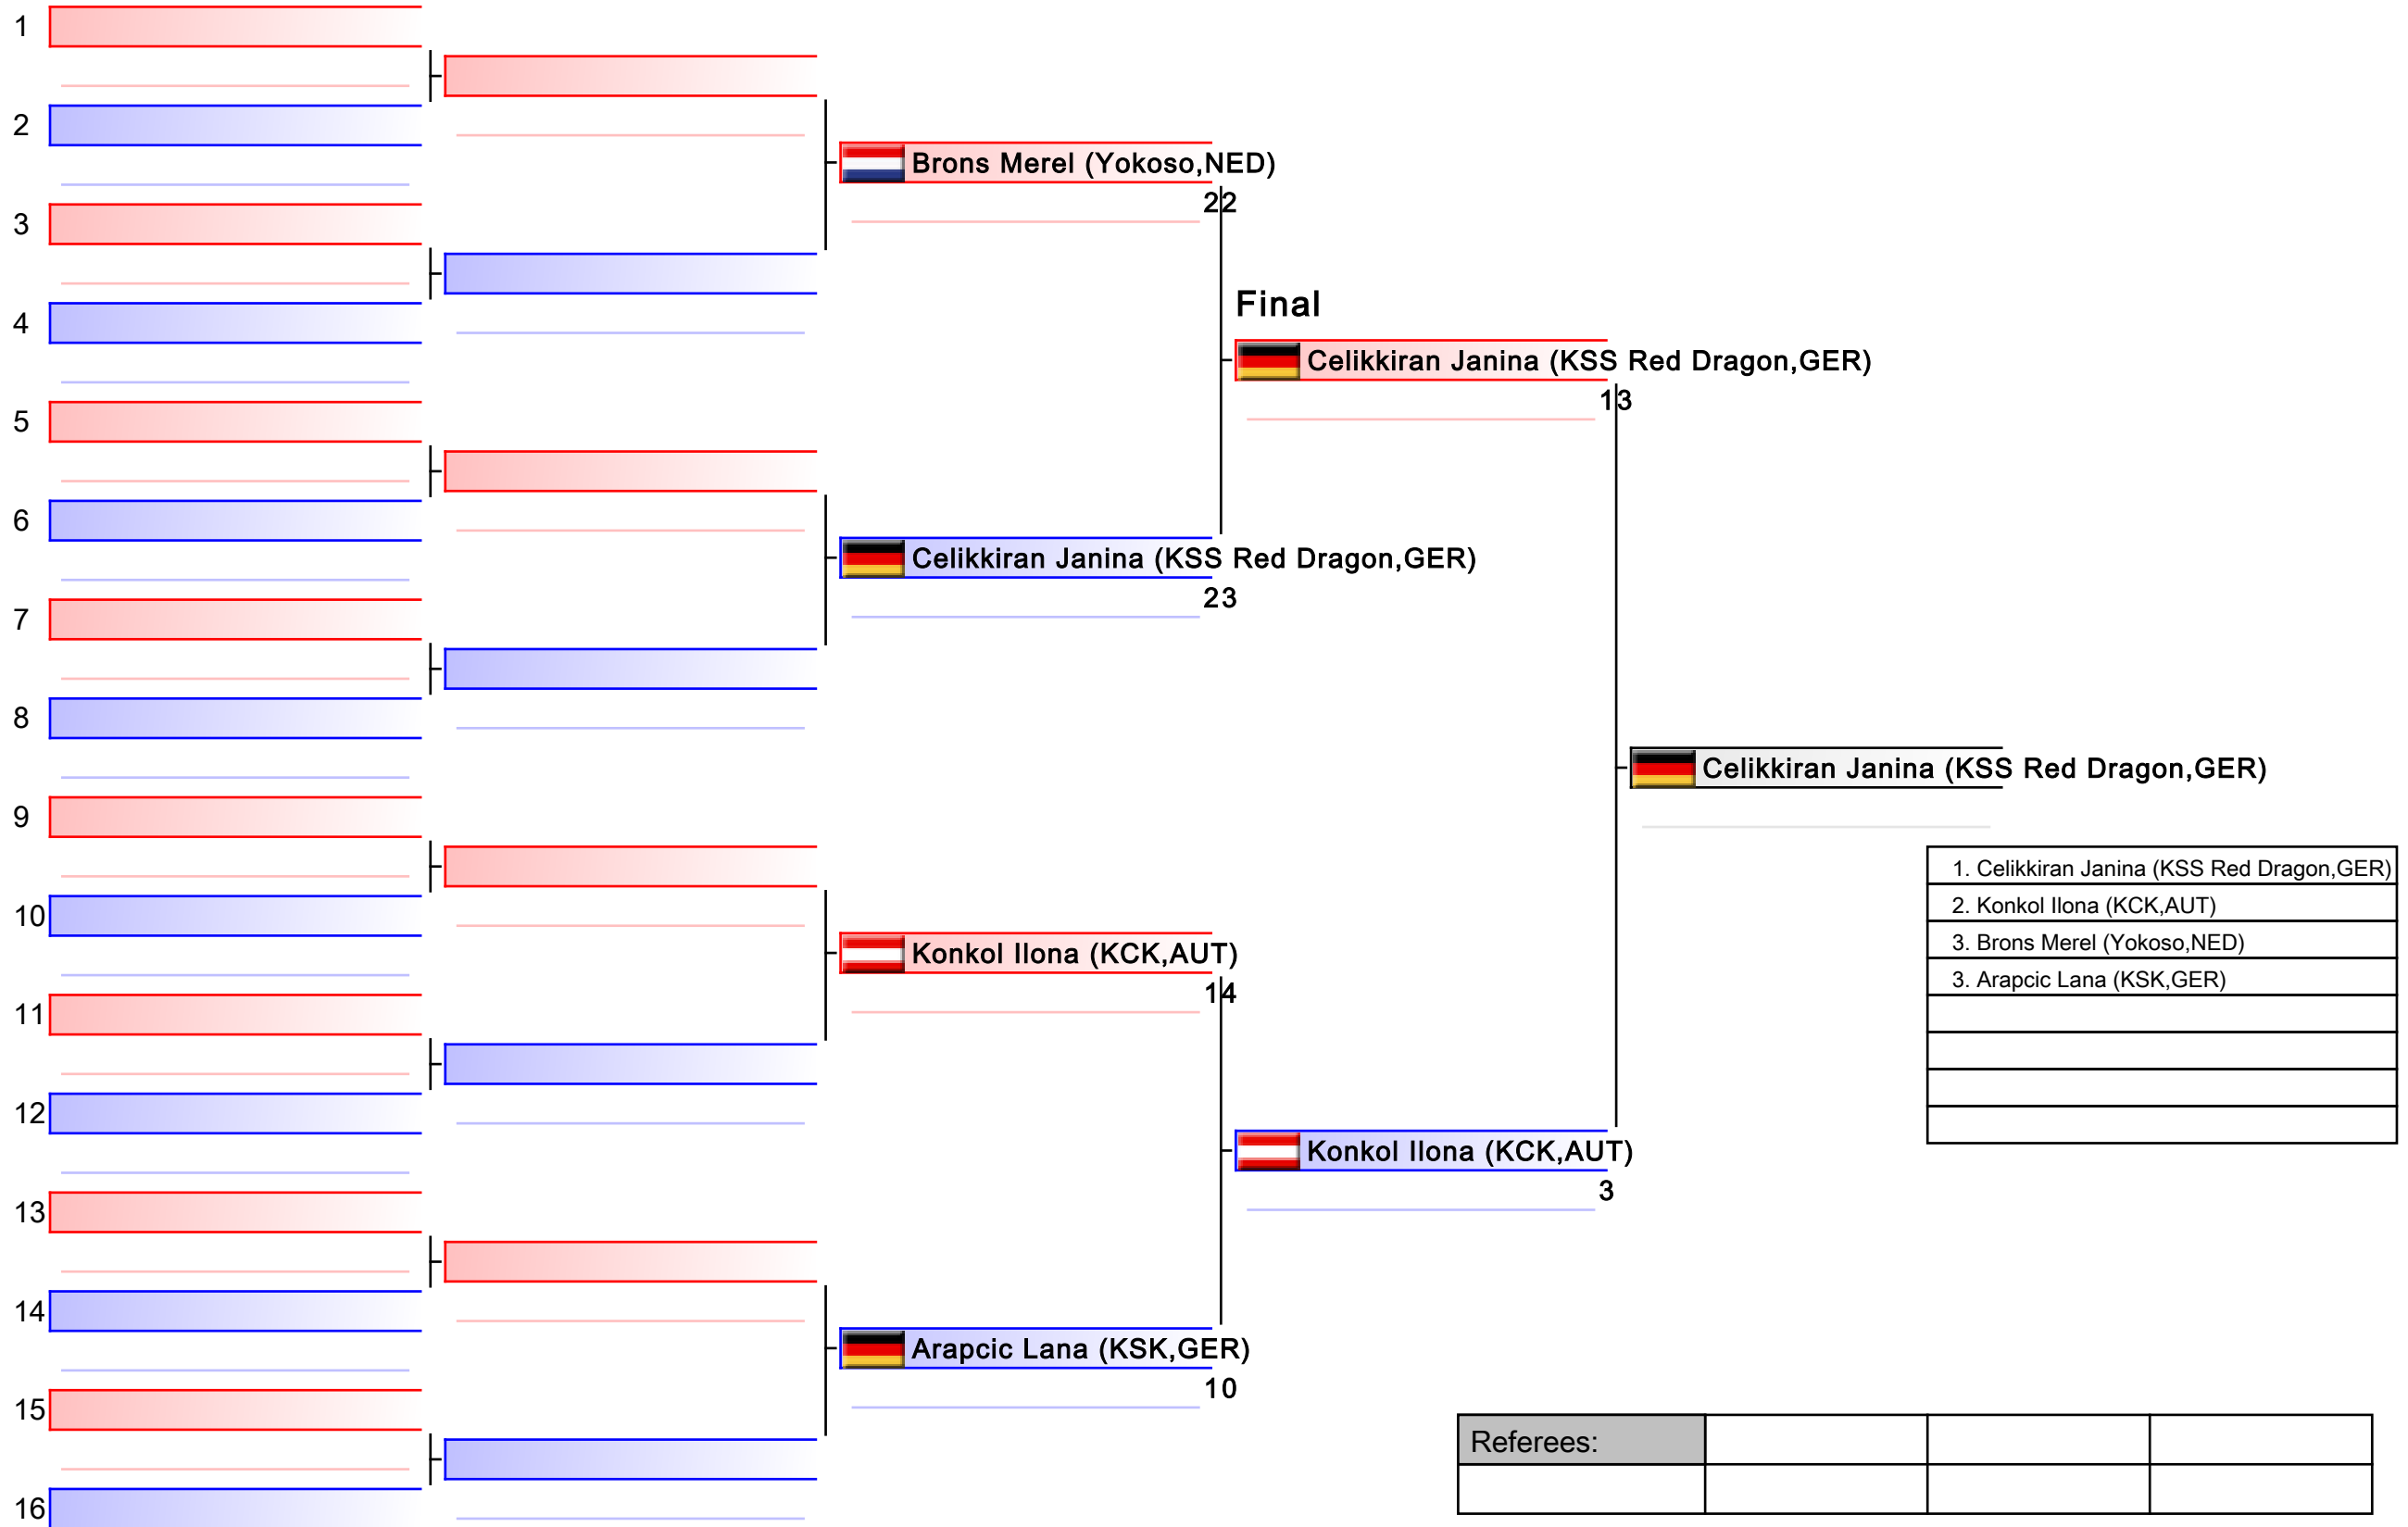 1
2
Brons Merel (Yokoso,NED)
22
3
Final
4
Celikkiran Janina (KSS Red Dragon,GER)
13
5
6
Celikkiran Janina (KSS Red Dragon,GER)
23
7
8
Celikkiran Janina (KSS Red Dragon,GER)
9
1. Celikkiran Janina (KSS Red Dragon,GER)
2. Konkol Ilona (KCK,AUT)
3. Brons Merel (Yokoso,NED)
3. Arapcic Lana (KSK,GER)
10
Konkol Ilona (KCK,AUT)
14
11
12
Konkol Ilona (KCK,AUT)
3
13
14
Arapcic Lana (KSK,GER)
10
15
Referees:
16